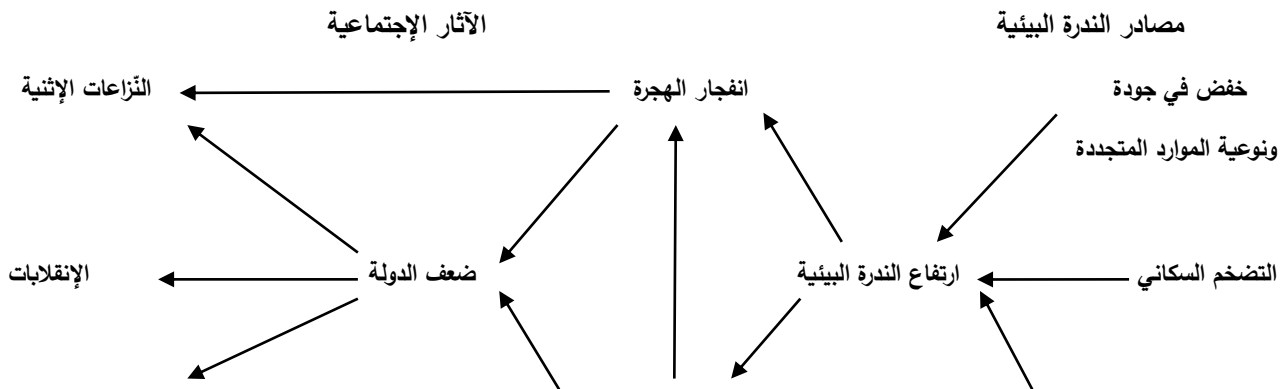 مصادر الندرة البيئية
الآثار الإجتماعية
خفض في جودة
ونوعية الموارد المتجددة
انفجار الهجرة
النّزاعات الإثنية
التضخم السكاني
ارتفاع الندرة البيئية
ضعف الدولة
الإنقلابات